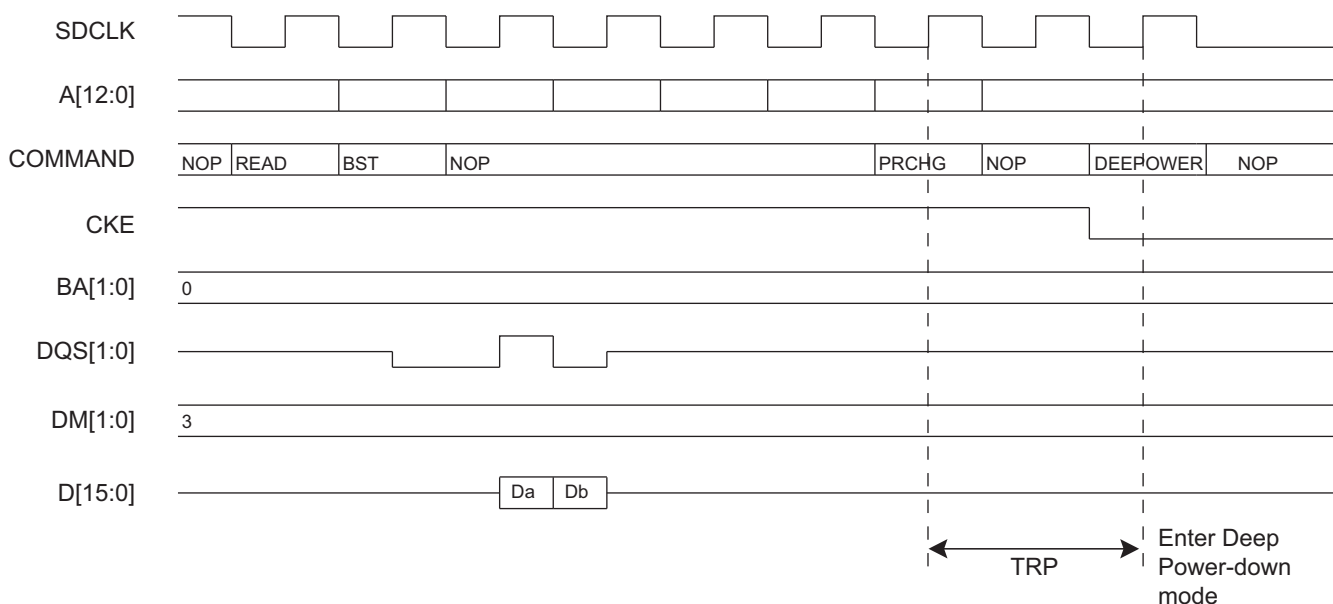 SDCLK
A[12:0]
COMMAND NOP READ BST NOP PRCHG NOP DEEPOWER NOP
CKE
BA[1:0] 0
DQS[1:0]
DM[1:0] 3
D[15:0] Da Db
TRP
Enter Deep
Power-down
mode